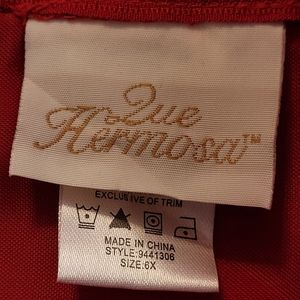 Que
Hermosa™
EXCLUSIVE OF TRIM
MADE IN CHINA
STYLE:9441306
SIZE:6X